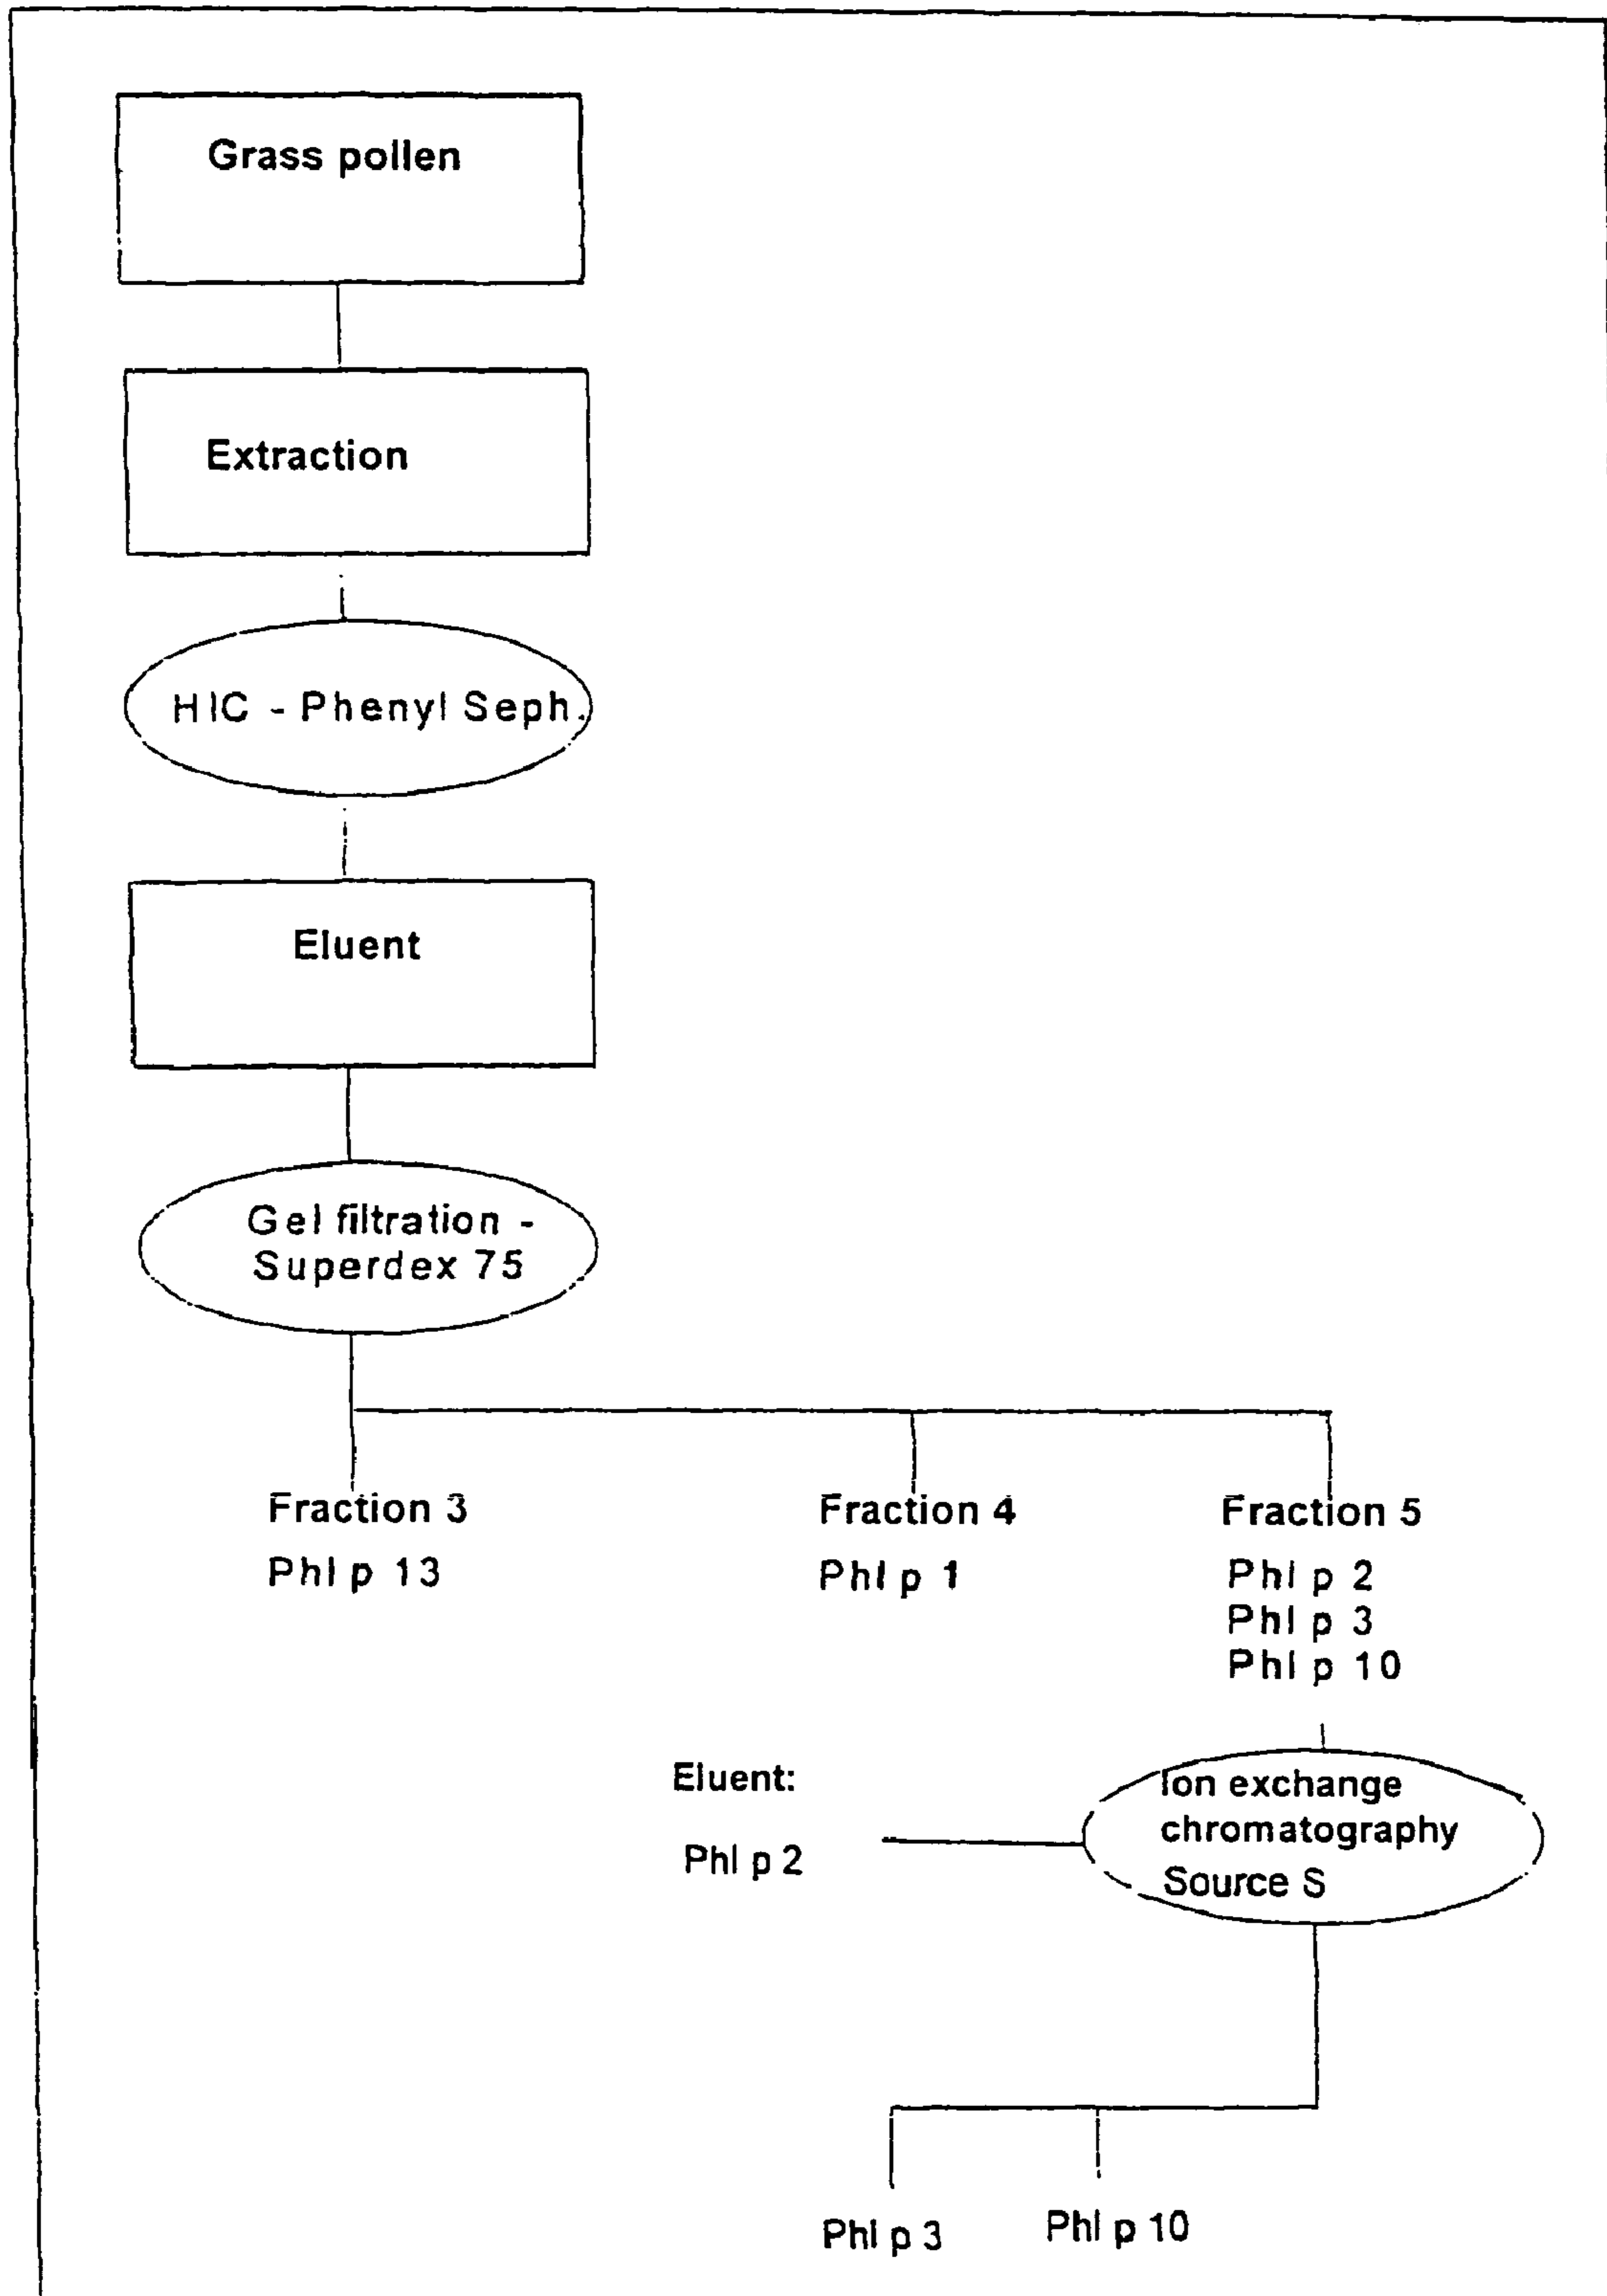 Grass pollen
Extraction
HIC - Phenyl Seph.
Eluent
Gel filtration -
Superdex 75
Fraction 3
Phl p 13
Fraction 4
Phl p 1
Fraction 5
Phl p 2
Phl p 3
Phl p 10
Eluent:
Phl p 2
Ion exchange
chromatography
Source S
Phl p 3
Phl p 10